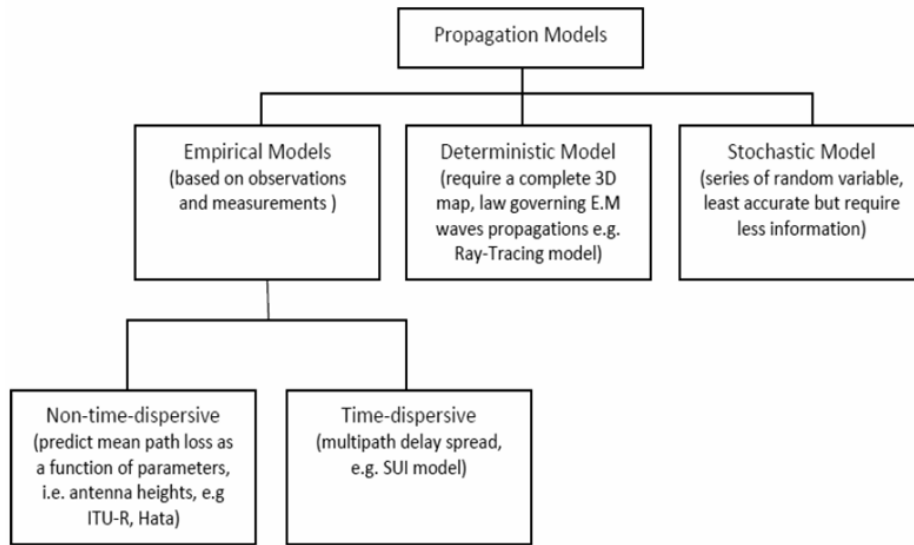 Propagation Models
Empirical Models
(based on observations
and measurements )
Deterministic Model
(require a complete 3D
map, law governing E.M
waves propagations e.g.
Ray-Tracing model)
Stochastic Model
(series of random variable,
least accurate but require
less information)
Non-time-dispersive
(predict mean path loss as
a function of parameters,
i.e. antenna heights, e.g
ITU-R, Hata)
Time-dispersive
(multipath delay spread,
e.g. SUI model)